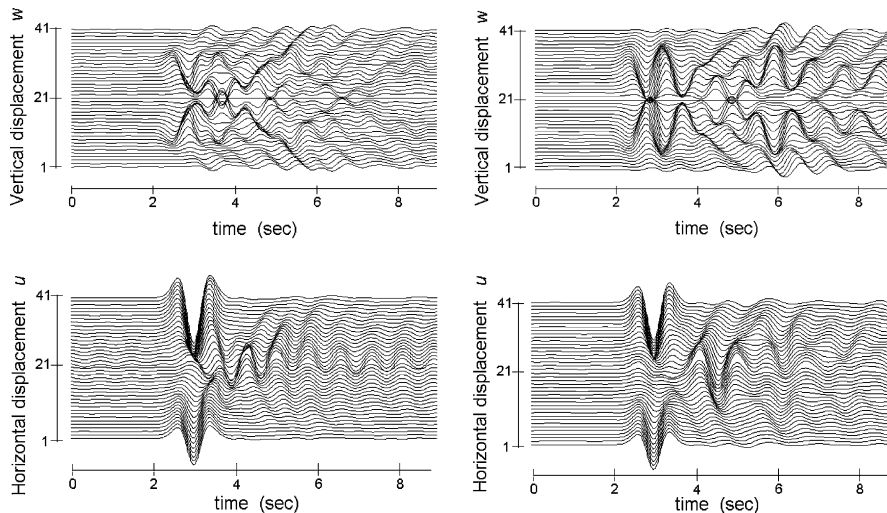 Vertical displacement w
41
21
1
0 2 4 6 8
time (sec)
Vertical displacement w
41
21
1
0 2 4 6 8
time (sec)
Horizontal displacement u
41
21
1
0 2 4 6 8
time (sec)
Horizontal displacement u
41
21
1
0 2 4 6 8
time (sec)